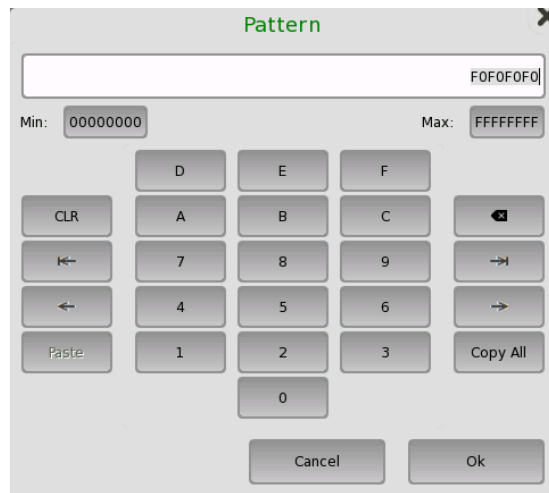 Pattern
F0F0F0F0
Min: 00000000 Max: FFFFFFFF
D E F
CLR A B C
7 8 9
4 5 6
Paste 1 2 3 Copy All
0
Cancel Ok